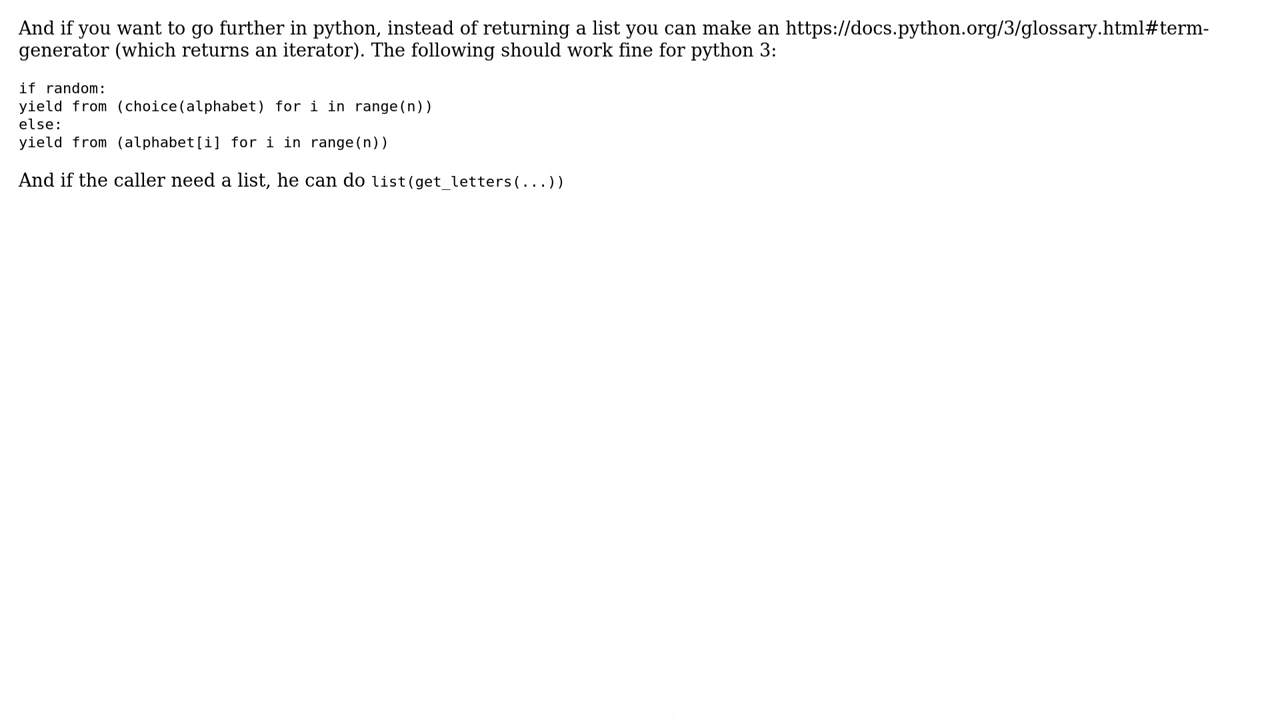 And if you want to go further in python, instead of returning a list you can make an https://docs.python.org/3/glossary.html#term-
generator (which returns an iterator). The following should work fine for python 3:
if random:
yield from (choice(alphabet) for i in range(n))
else:
yield from (alphabet[i] for i in range(n))
And if the caller need a list, he can do list(get_letters(...))